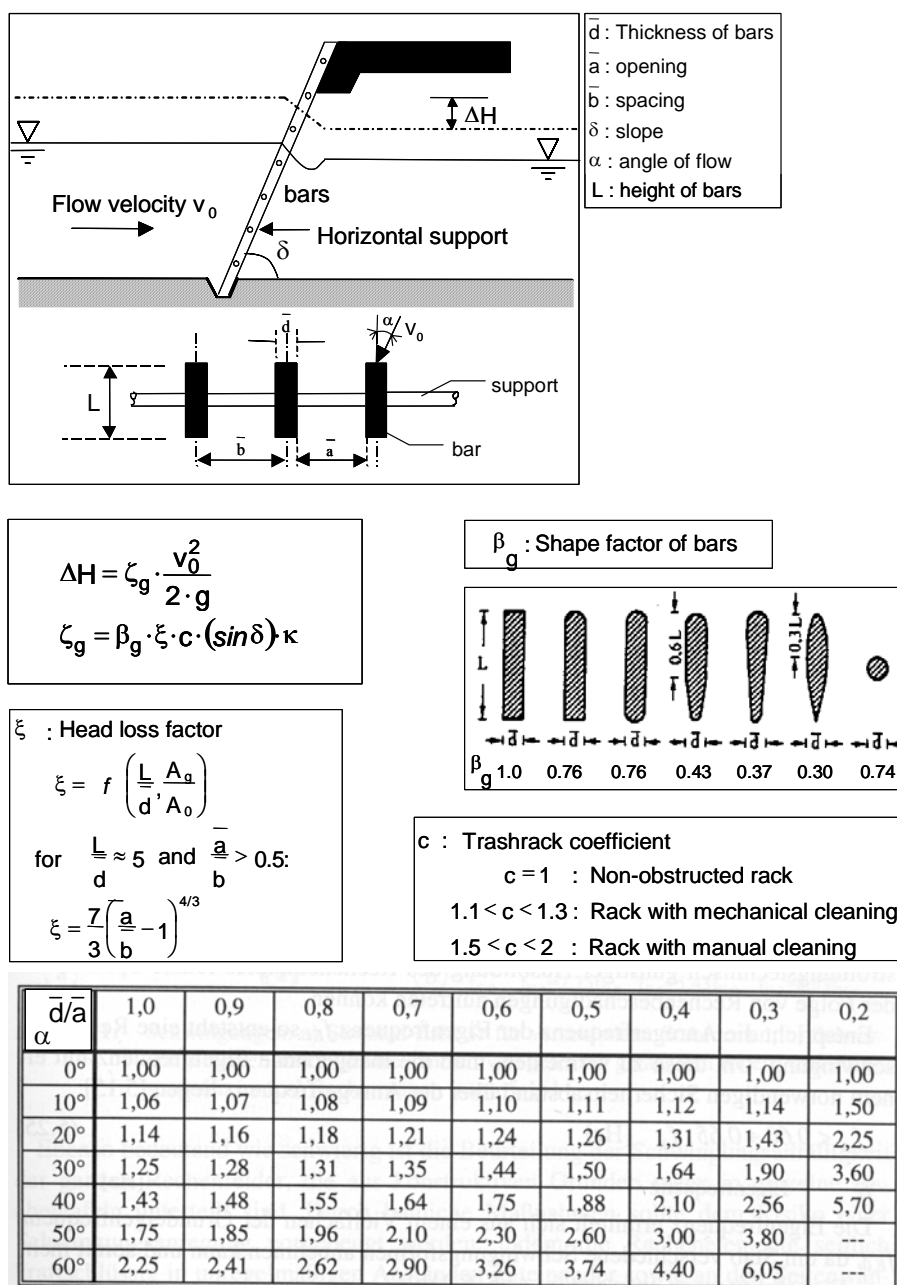 d̅ : Thickness of bars
a̅ : opening
b̅ : spacing
δ : slope
α : angle of flow
L : height of bars
ΔH
Flow velocity v₀
bars
Horizontal support
δ
d̅
α
v₀
support
L
b̅
a̅
bar
ΔH = ζg · v₀² / 2 · g
ζg = βg · ξ · c · (sin δ) · κ
βg : Shape factor of bars
L
0.6L
0.3L
d̅ d̅ d̅ d̅ d̅ d̅ d̅
βg 1.0 0.76 0.76 0.43 0.37 0.30 0.74
ξ : Head loss factor
ξ = f (L/d̅, Ag/A₀)
for L/d̅ ≈ 5 and a̅/b̅ > 0.5:
ξ = 7/3 (a̅/b̅ − 1)^4/3
c : Trashrack coefficient
c = 1 : Non-obstructed rack
1.1 < c < 1.3 : Rack with mechanical cleaning
1.5 < c < 2 : Rack with manual cleaning
d̅/a̅ 1,0 0,9 0,8 0,7 0,6 0,5 0,4 0,3 0,2
α
0° 1,00 1,00 1,00 1,00 1,00 1,00 1,00 1,00 1,00
10° 1,06 1,07 1,08 1,09 1,10 1,11 1,12 1,14 1,50
20° 1,14 1,16 1,18 1,21 1,24 1,26 1,31 1,43 2,25
30° 1,25 1,28 1,31 1,35 1,44 1,50 1,64 1,90 3,60
40° 1,43 1,48 1,55 1,64 1,75 1,88 2,10 2,56 5,70
50° 1,75 1,85 1,96 2,10 2,30 2,60 3,00 3,80 ---
60° 2,25 2,41 2,62 2,90 3,26 3,74 4,40 6,05 ---